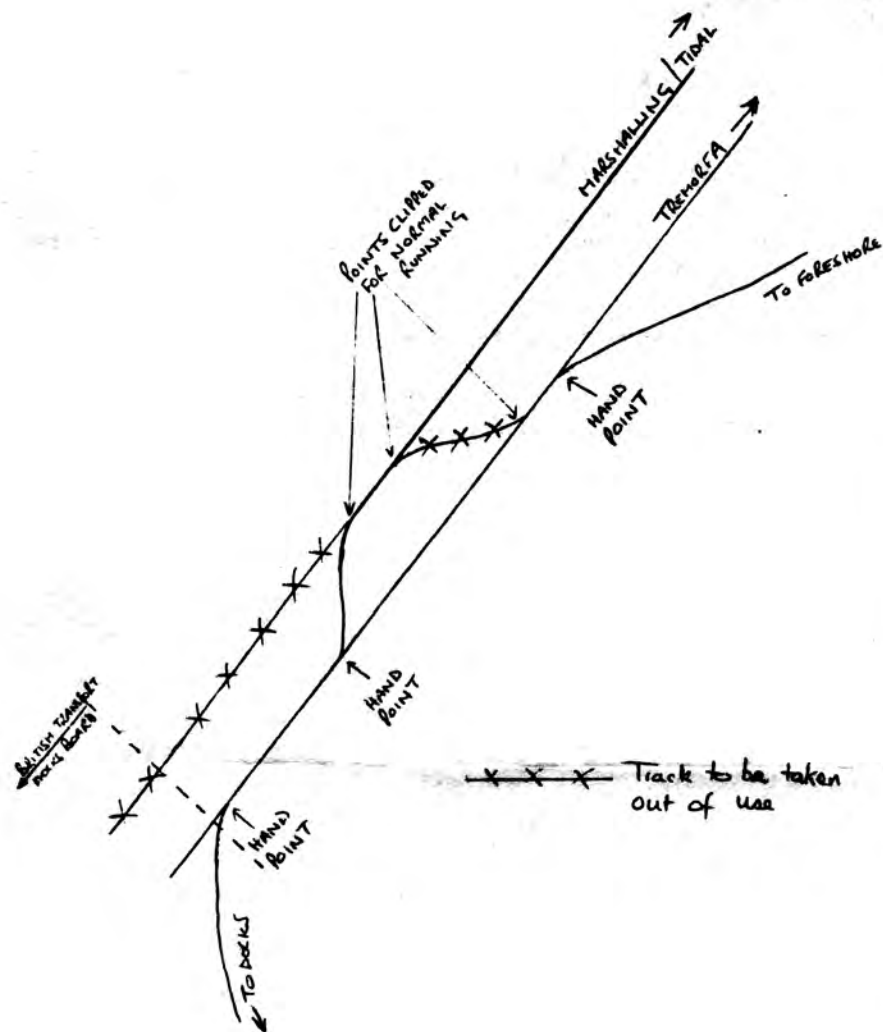 MARSHALLING / TIDAL
TREMORFA
TO FORESHORE
POINTS CLIPPED
FOR NORMAL
RUNNING
HAND
POINT
HAND
POINT
BRITISH TRANSPORT
DOCKS BOARD
HAND
POINT
TO DOCKS
Track to be taken
out of use